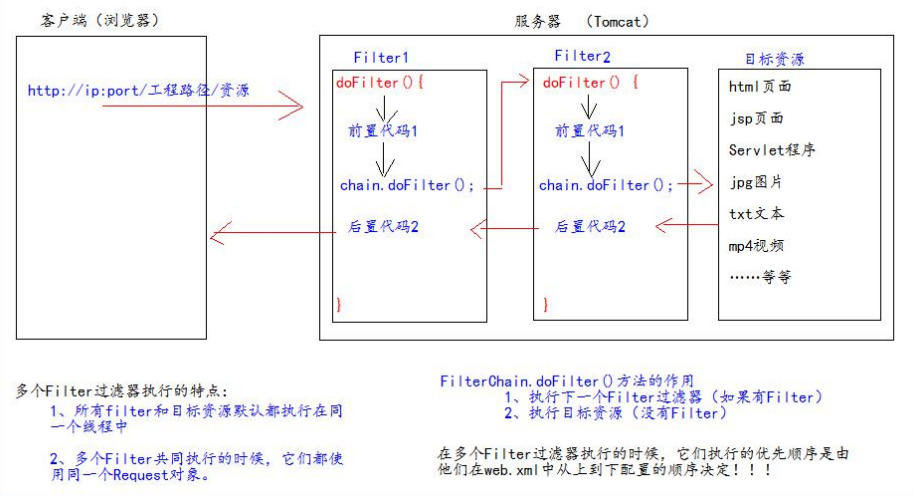 客户端（浏览器）
服务器 （Tomcat）
http://ip:port/工程路径/资源
Filter1
doFilter(){
前置代码1
chain.doFilter();
后置代码2
}
Filter2
doFilter() {
前置代码1
chain.doFilter();
后置代码2
}
目标资源
html页面
jsp页面
Servlet程序
jpg图片
txt文本
mp4视频
……等等
多个Filter过滤器执行的特点：
1、所有filter和目标资源默认都执行在同
一个线程中
2、多个Filter共同执行的时候，它们都使
用同一个Request对象。
FilterChain.doFilter()方法的作用
1、执行下一个Filter过滤器（如果有Filter）
2、执行目标资源（没有Filter）
在多个Filter过滤器执行的时候，它们执行的优先顺序是由
他们在web.xml中从上到下配置的顺序决定！！！